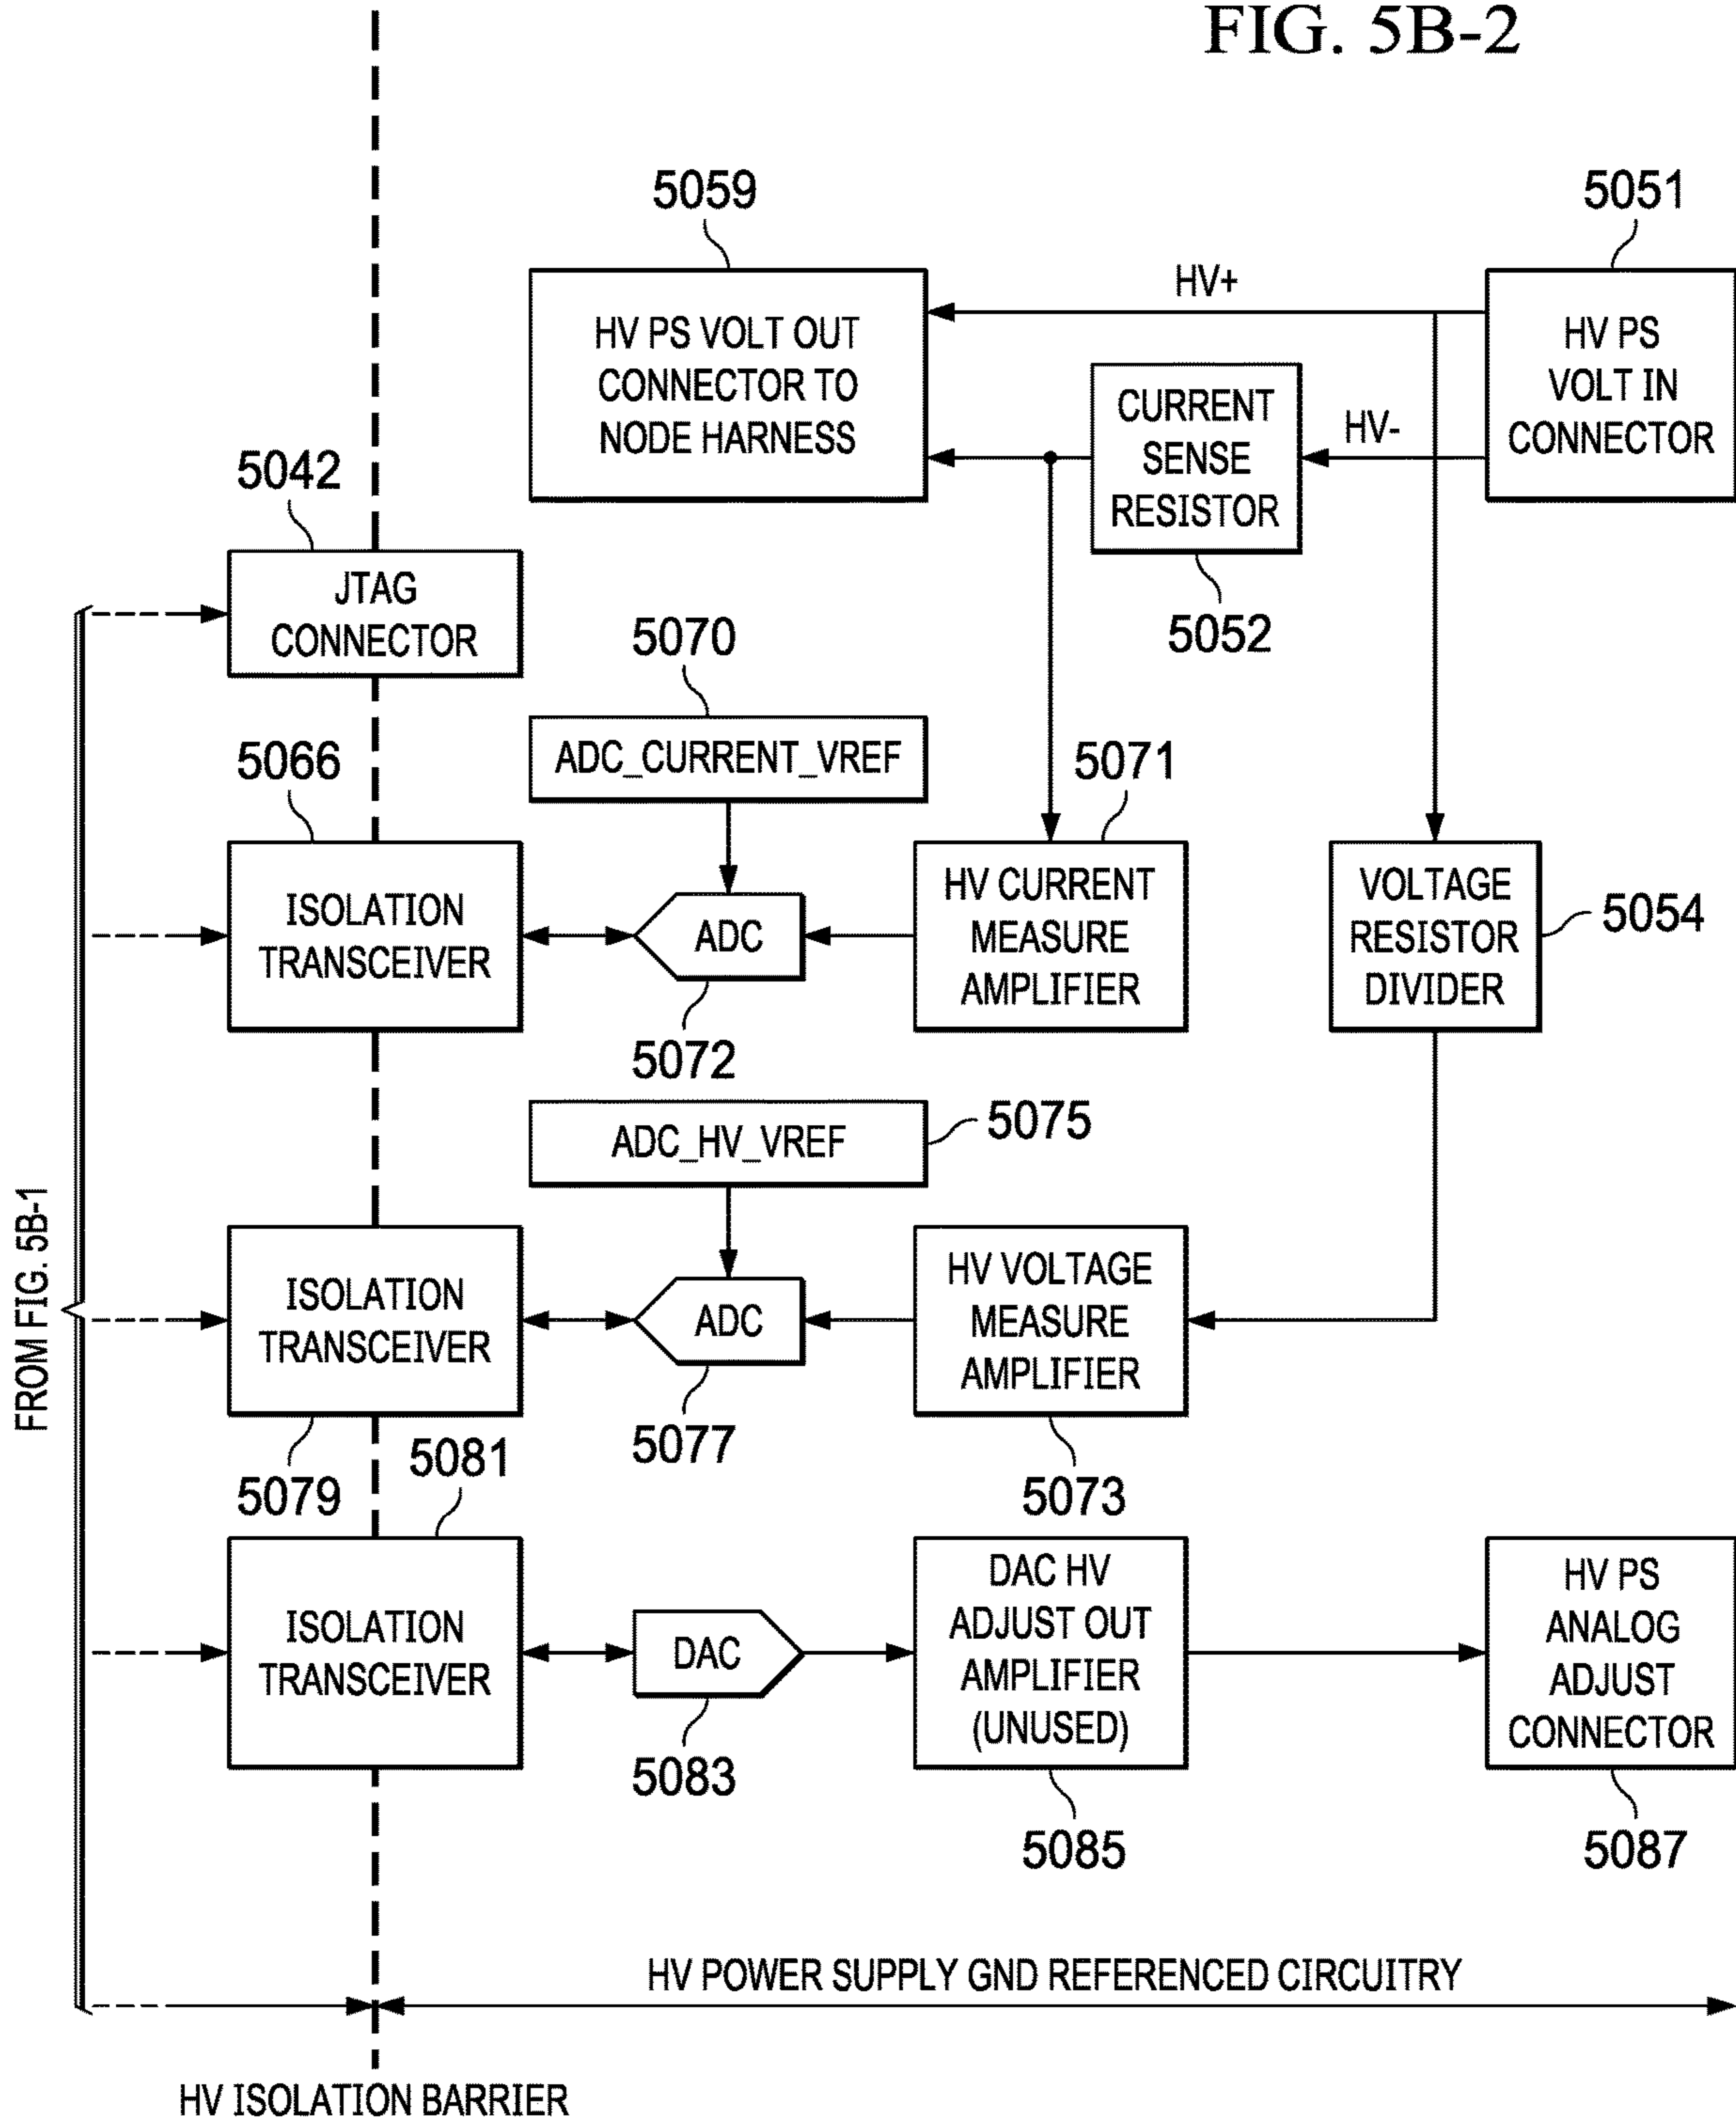 FIG. 5B-2
5059
5051
HV+
HV PS VOLT OUT
CONNECTOR TO
NODE HARNESS
HV PS
VOLT IN
CONNECTOR
CURRENT
SENSE
RESISTOR
HV-
5042
JTAG
CONNECTOR
5052
5070
ADC_CURRENT_VREF
5066
5071
ISOLATION
TRANSCEIVER
ADC
HV CURRENT
MEASURE
AMPLIFIER
VOLTAGE
RESISTOR
DIVIDER
5054
5072
ADC_HV_VREF
5075
FROM FIG. 5B-1
ISOLATION
TRANSCEIVER
ADC
HV VOLTAGE
MEASURE
AMPLIFIER
5079
5081
5077
5073
ISOLATION
TRANSCEIVER
DAC
DAC HV
ADJUST OUT
AMPLIFIER
(UNUSED)
HV PS
ANALOG
ADJUST
CONNECTOR
5083
5085
5087
HV POWER SUPPLY GND REFERENCED CIRCUITRY
HV ISOLATION BARRIER